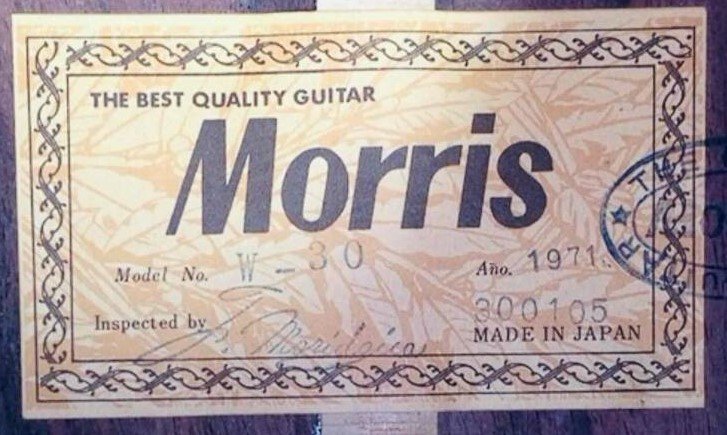 THE BEST QUALITY GUITAR
Morris
Model No. W-30
Año. 1971.
300105
Inspected by
MADE IN JAPAN